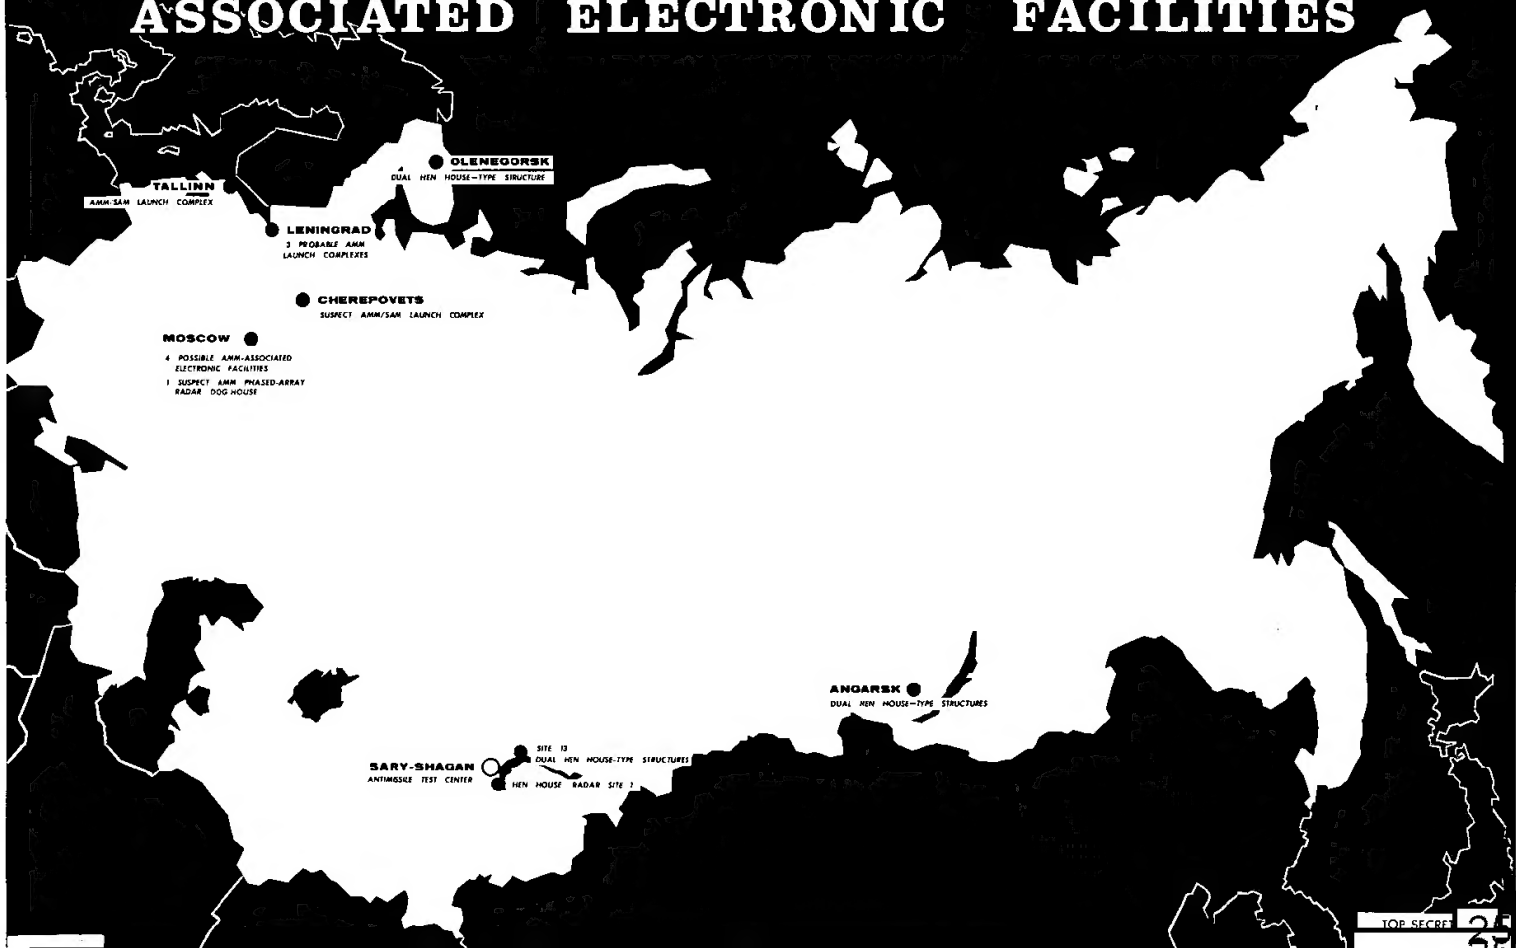 ASSOCIATED ELECTRONIC FACILITIES
OLENEGORSK
DUAL HEN HOUSE-TYPE STRUCTURE
TALLINN
AMM-SAM LAUNCH COMPLEX
LENINGRAD
3 PROBABLE AMM
LAUNCH COMPLEXES
CHEREPOVETS
SUSPECT AMM/SAM LAUNCH COMPLEX
MOSCOW
4 POSSIBLE AMM-ASSOCIATED
ELECTRONIC FACILITIES
1 SUSPECT AMM PHASED-ARRAY
RADAR DOG HOUSE
ANGARSK
DUAL HEN HOUSE-TYPE STRUCTURES
SITE 13
DUAL HEN HOUSE-TYPE STRUCTURES
SARY-SHAGAN
ANTIMISSILE TEST CENTER
HEN HOUSE RADAR SITE
TOP SECRET
25